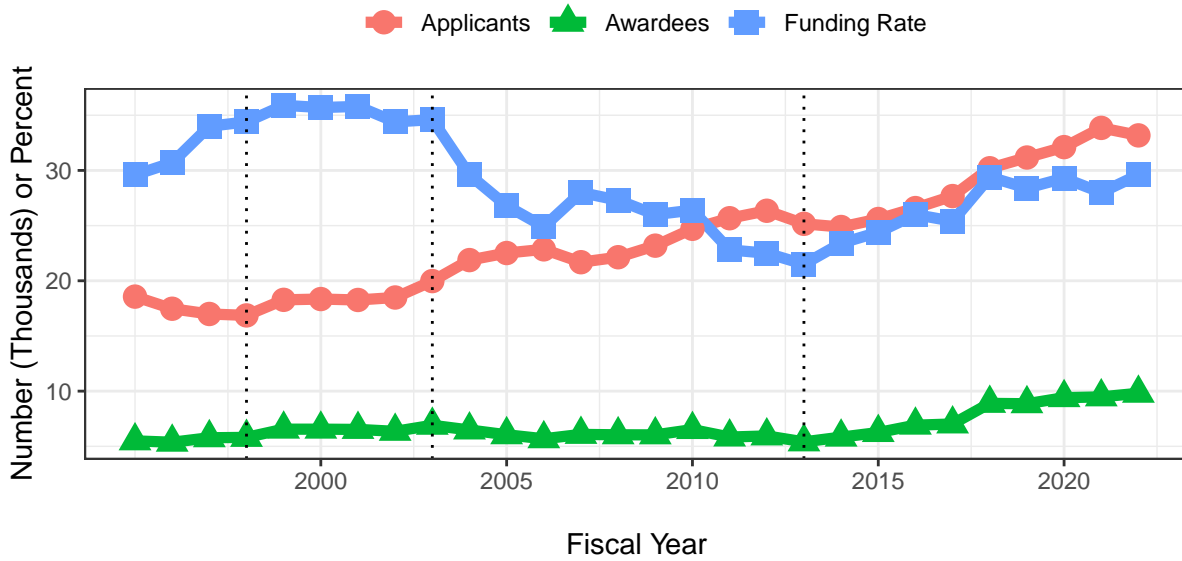 Applicants Awardees Funding Rate
Number (Thousands) or Percent
30
20
10
2000 2005 2010 2015 2020
Fiscal Year